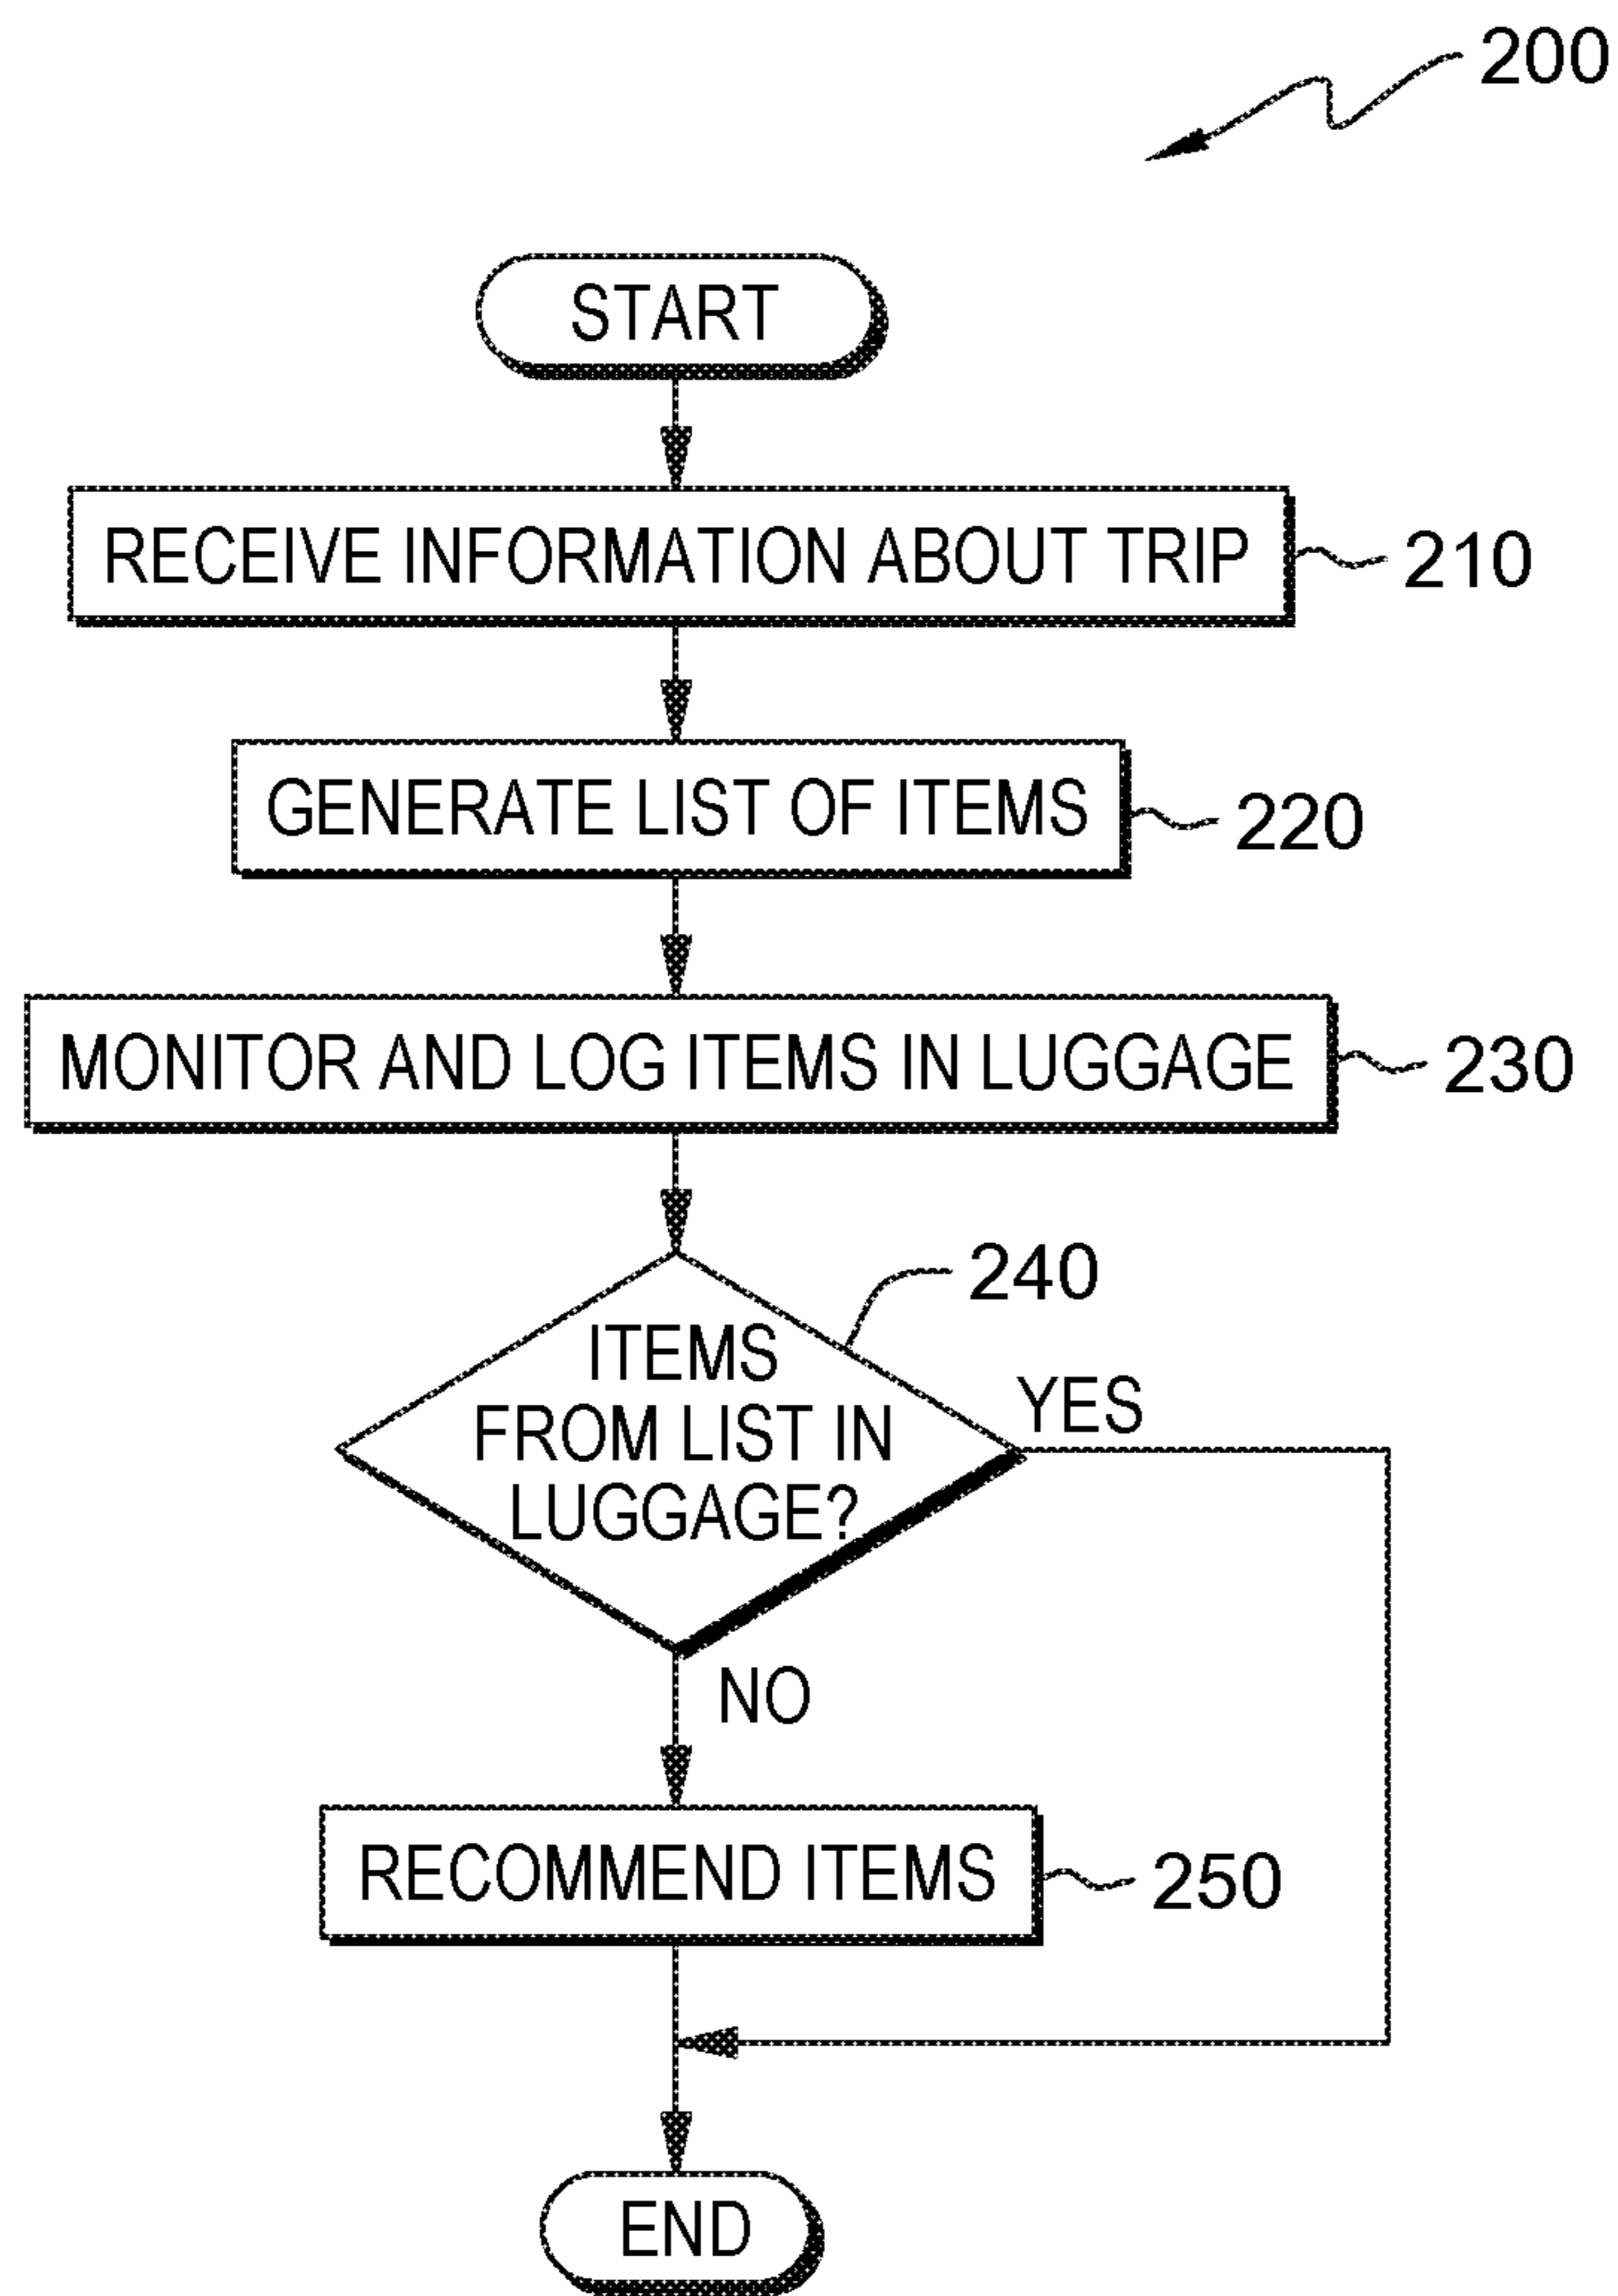 200
START
RECEIVE INFORMATION ABOUT TRIP
210
GENERATE LIST OF ITEMS
220
MONITOR AND LOG ITEMS IN LUGGAGE
230
240
ITEMS
FROM LIST IN
LUGGAGE?
YES
NO
RECOMMEND ITEMS
250
END